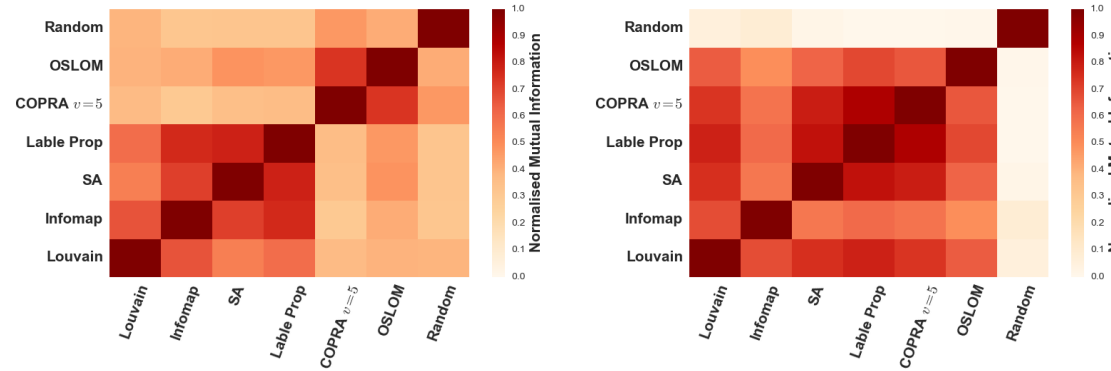 Random
OSLOM
COPRA v=5
Lable Prop
SA
Infomap
Louvain
Louvain
Infomap
SA
Lable Prop
COPRA v=5
OSLOM
Random
1.0
0.9
0.8
0.7
0.6
0.5
0.4
0.3
0.2
0.1
0.0
Normalised Mutual Information
Random
OSLOM
COPRA v=5
Lable Prop
SA
Infomap
Louvain
Louvain
Infomap
SA
Lable Prop
COPRA v=5
OSLOM
Random
1.0
0.9
0.8
0.7
0.6
0.5
0.4
0.3
0.2
0.1
0.0